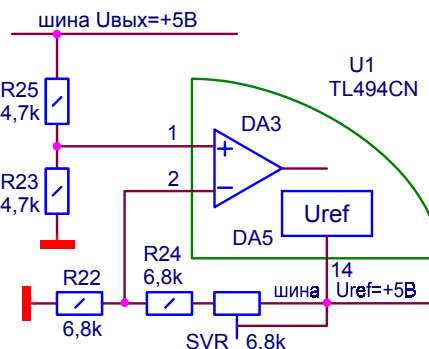 шина Uвых=+5В
U1
TL494CN
R25
4,7k
DA3
1
+
2
−
R23
4,7k
Uref
DA5
R24
6,8k
14
R22
шина Uref=+5В
6,8k
SVR 6.8k